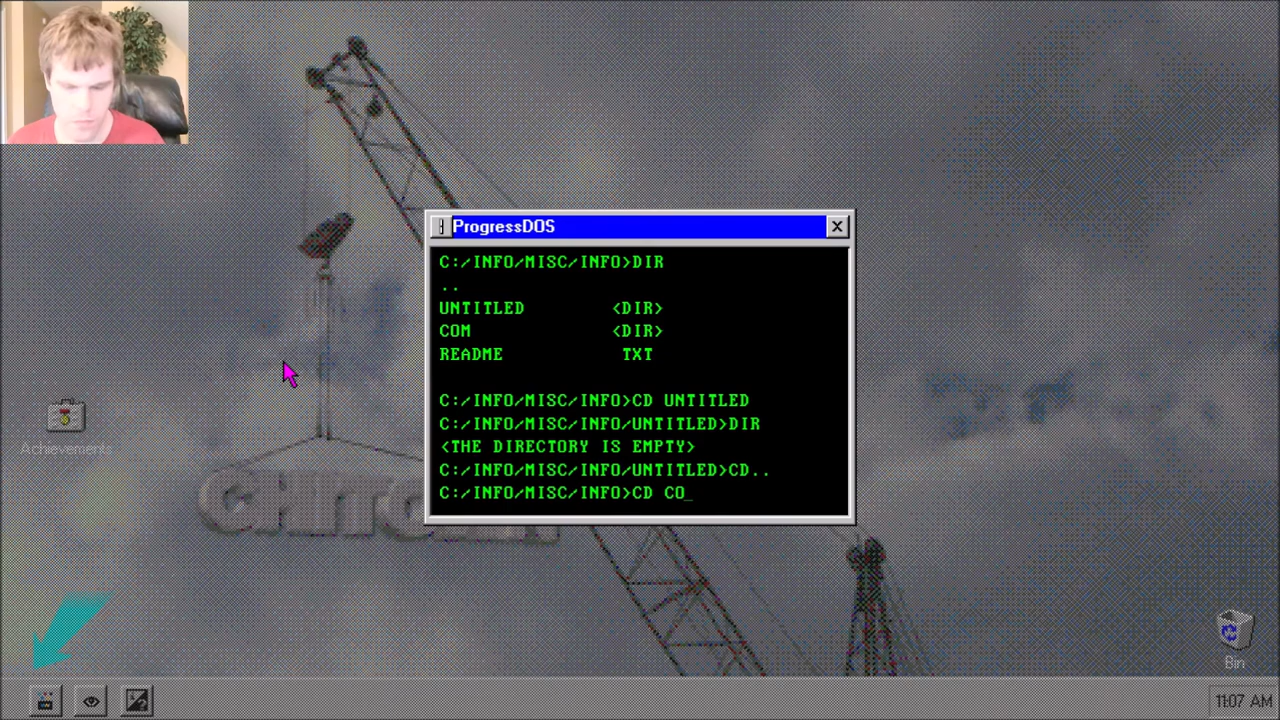 ProgressDOS
C:/INFO/MISC/INFO>DIR
..
UNTITLED <DIR>
COM <DIR>
README TXT
C:/INFO/MISC/INFO>CD UNTITLED
C:/INFO/MISC/INFO/UNTITLED>DIR
<THE DIRECTORY IS EMPTY>
C:/INFO/MISC/INFO/UNTITLED>CD..
C:/INFO/MISC/INFO>CD CO_
Achievements
Bin
11:07 AM